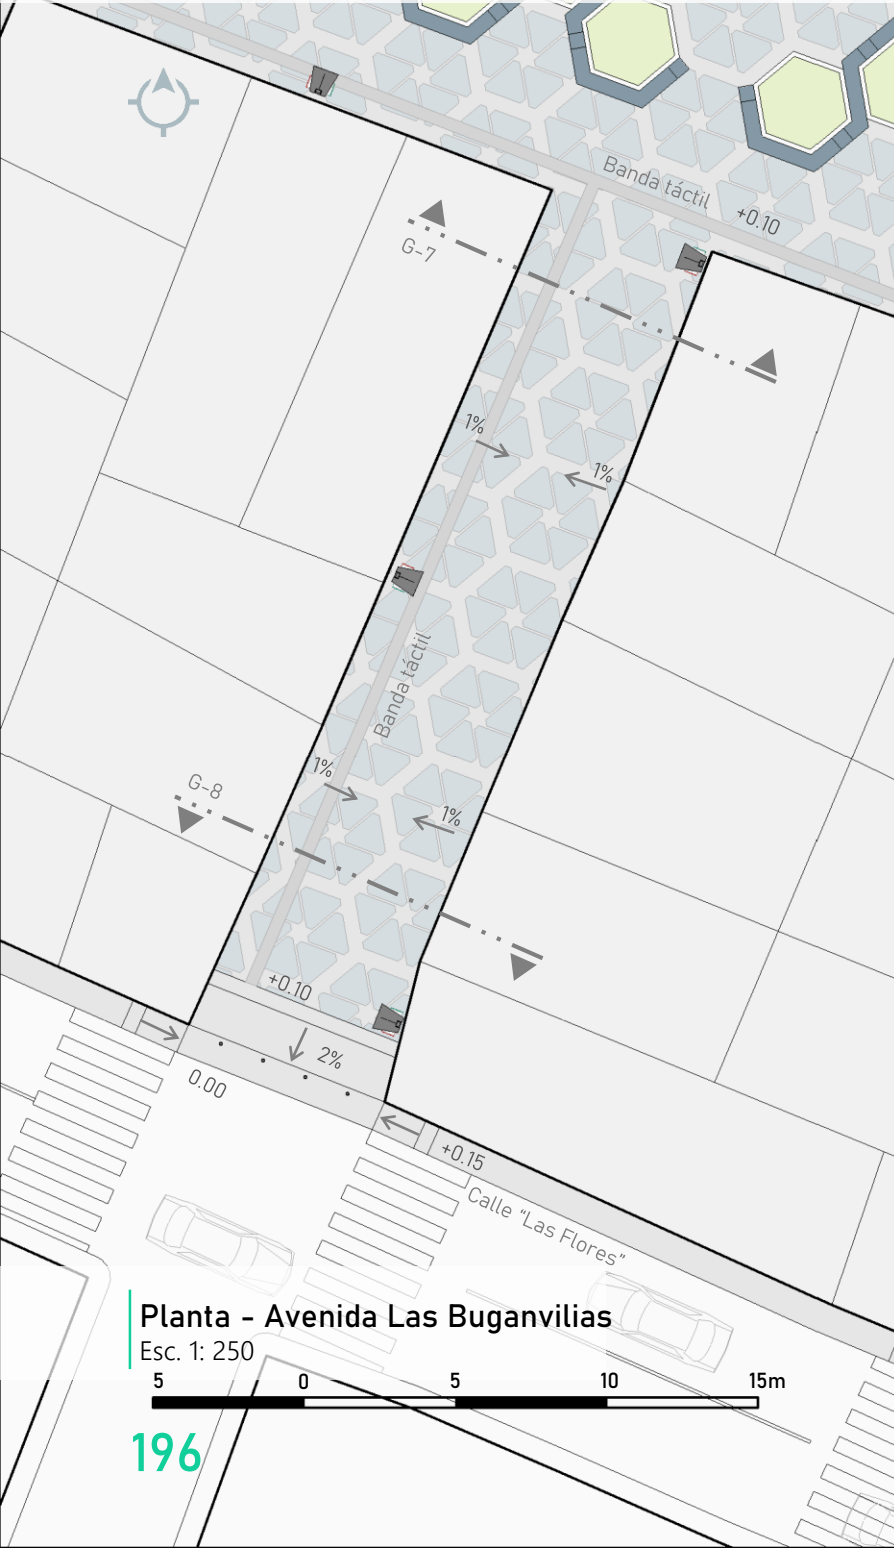 Banda táctil
+0.10
G-7
1%
1%
Banda táctil
1%
G-8
1%
+0.10
2%
0.00
+0.15
Calle “Las Flores”
Planta - Avenida Las Buganvilias
Esc. 1: 250
5 0 5 10 15m
196